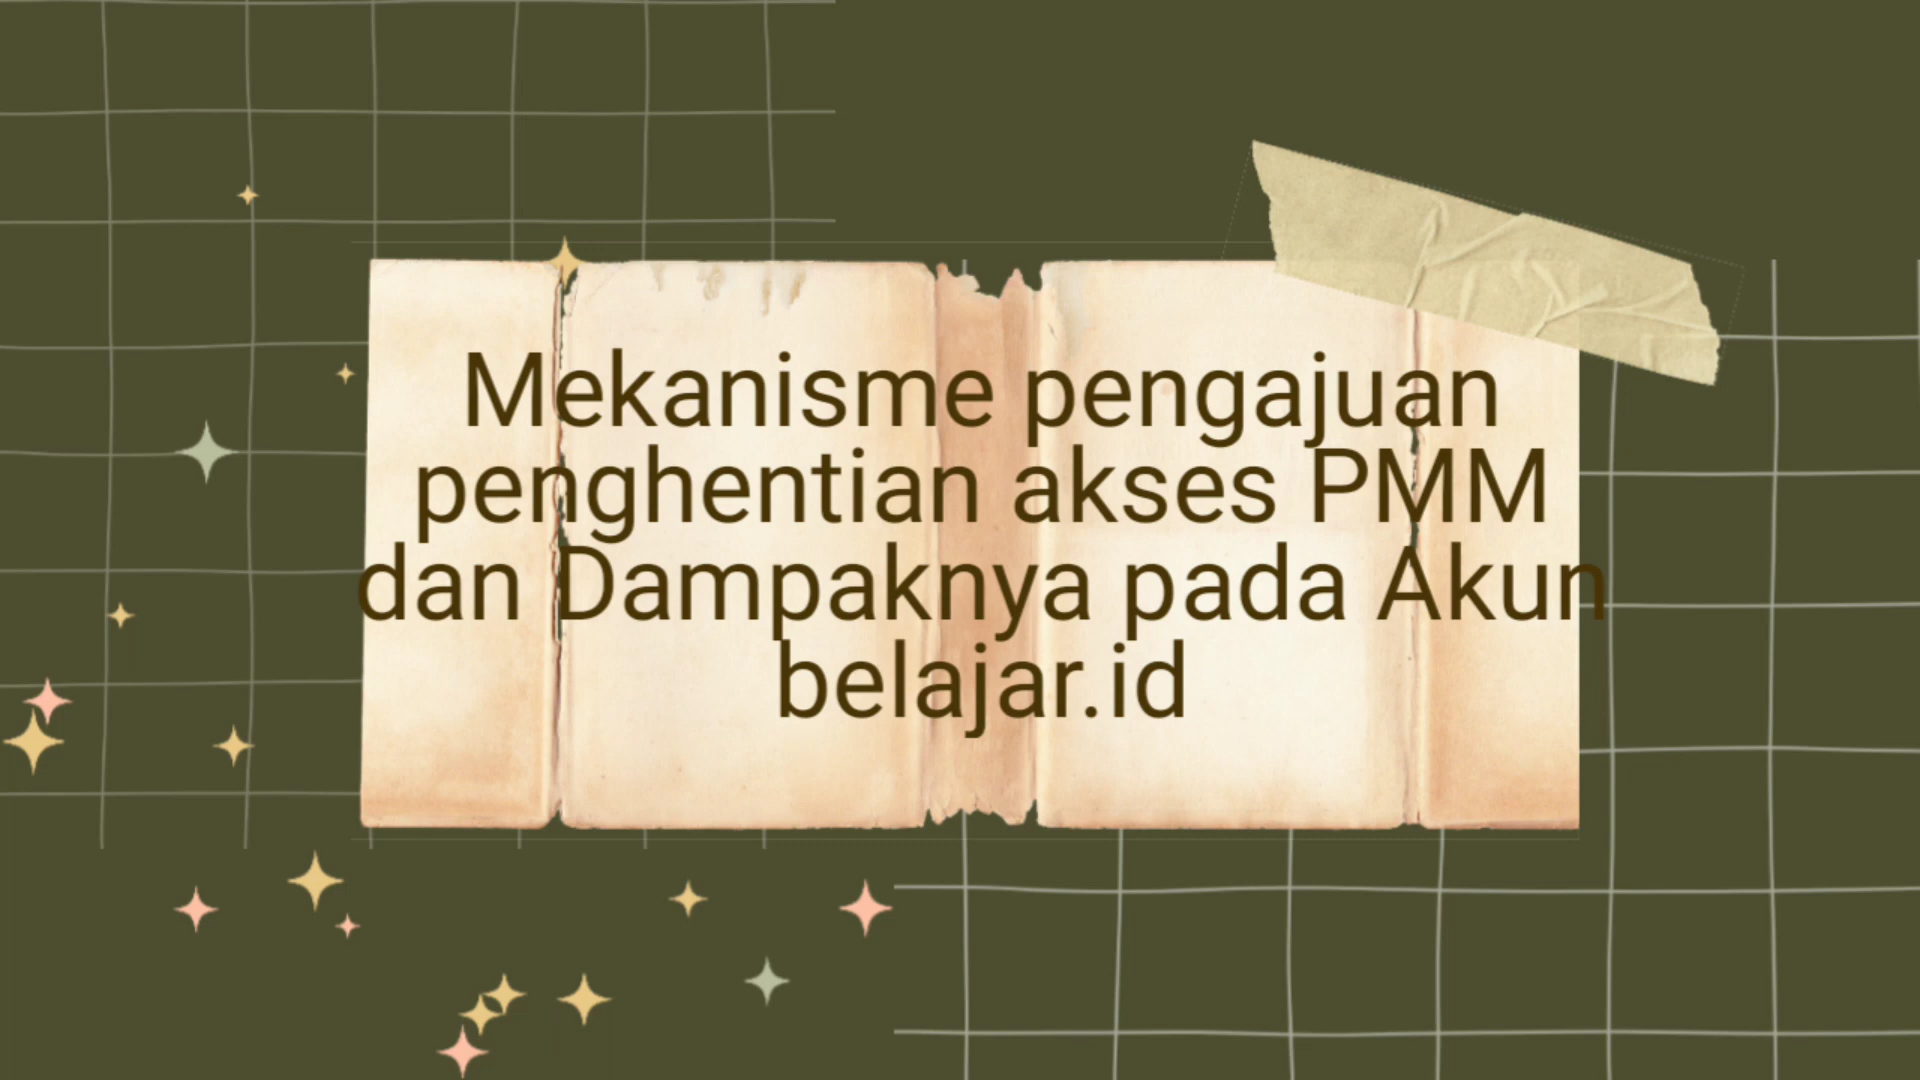 Mekanisme pengajuan
penghentian akses PMM
dan Dampaknya pada Akun
belajar.id